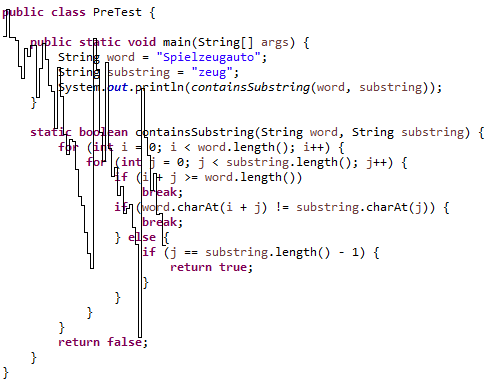 public class PreTest {
public static void main(String[] args) {
String word = "Spielzeugauto";
String substring = "zeug";
System.out.println(containsSubstring(word, substring));
}
static boolean containsSubstring(String word, String substring) {
for (int i = 0; i < word.length(); i++) {
for (int j = 0; j < substring.length(); j++) {
if (i + j >= word.length())
break;
if (word.charAt(i + j) != substring.charAt(j)) {
break;
} else {
if (j == substring.length() - 1) {
return true;
}
}
}
}
return false;
}
}